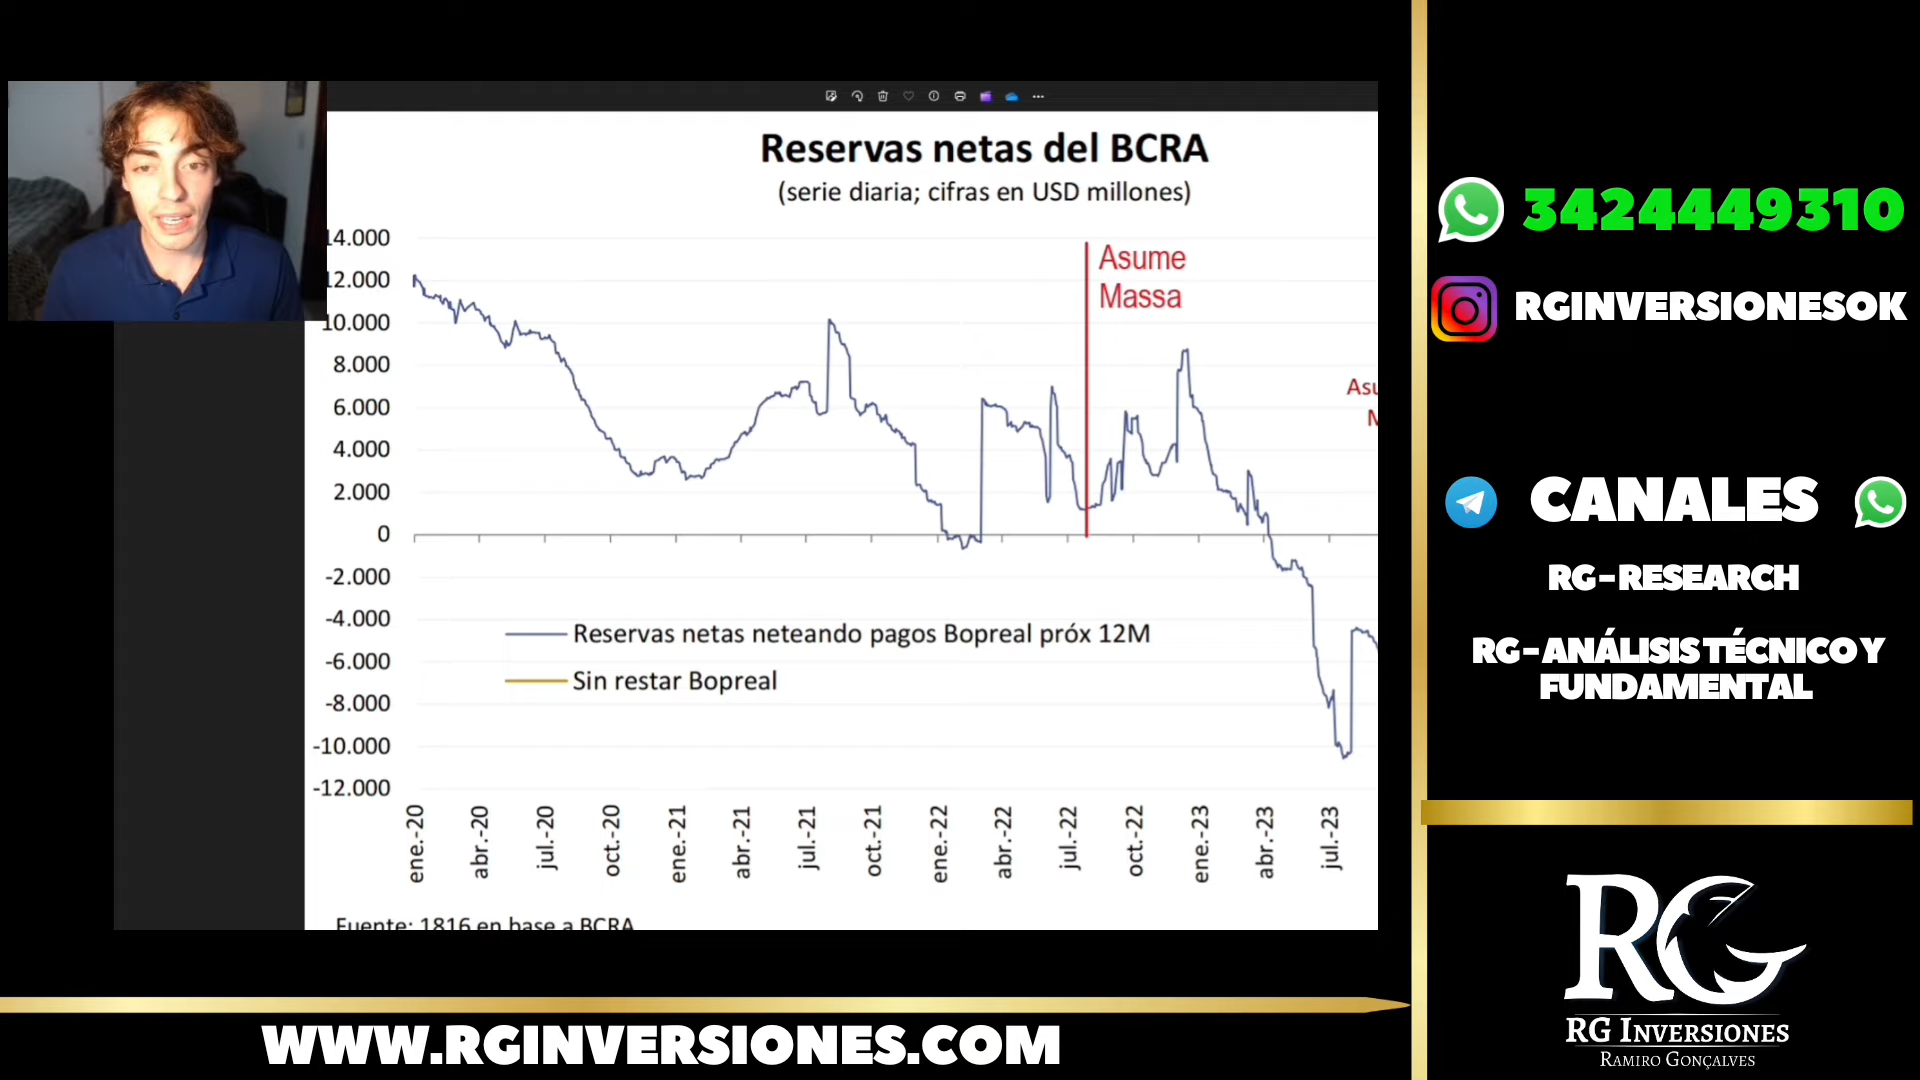 Reservas netas del BCRA
(serie diaria; cifras en USD millones)
14.000
12.000
10.000
8.000
6.000
4.000
2.000
0
-2.000
-4.000
-6.000
-8.000
-10.000
-12.000
Asume
Massa
Asu
M
Reservas netas neteando pagos Bopreal próx 12M
Sin restar Bopreal
ene.-20
abr.-20
jul.-20
oct.-20
ene.-21
abr.-21
jul.-21
oct.-21
ene.-22
abr.-22
jul.-22
oct.-22
ene.-23
abr.-23
jul.-23
Fuente: 1816 en base a BCRA
3424449310
RGINVERSIONESOK
CANALES
RG - RESEARCH
RG - ANÁLISIS TÉCNICO Y
FUNDAMENTAL
RG
RG INVERSIONES
RAMIRO GONÇALVES
WWW.RGINVERSIONES.COM